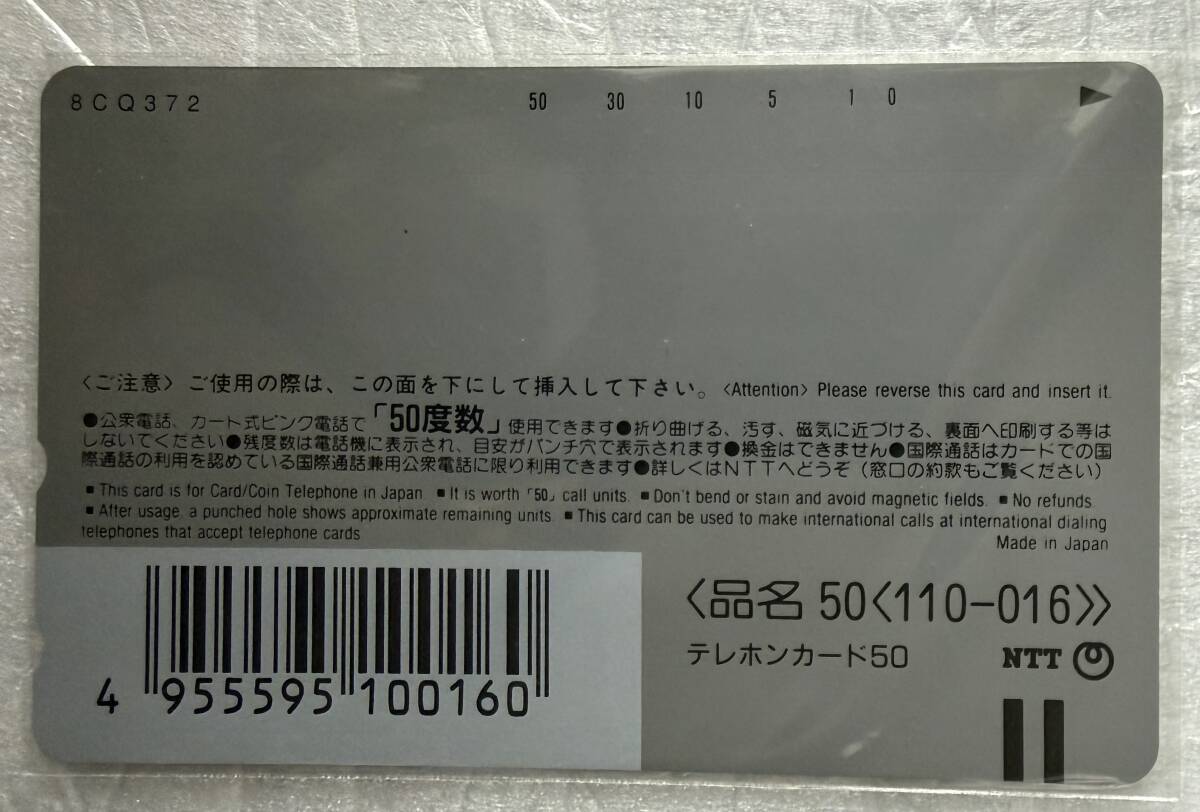 8CQ372 50 30 10 5 1 0
〈ご注意〉ご使用の際は、この面を下にして挿入して下さい。〈Attention〉Please reverse this card and insert it.
●公衆電話、カード式ピンク電話で「50度数」使用できます●折り曲げる、汚す、磁気に近づける、裏面へ印刷する等は
しないでください●残度数は電話機に表示され、目安がパンチ穴で表示されます●換金はできません●国際通話はカードでの国
際通話の利用を認めている国際通話兼用公衆電話に限り利用できます●詳しくはNTTへどうぞ(窓口の約款もご覧ください)
■This card is for Card/Coin Telephone in Japan ■It is worth「50」call units. ■Don't bend or stain and avoid magnetic fields. ■No refunds.
■After usage, a punched hole shows approximate remaining units. ■This card can be used to make international calls at international dialing
telephones that accept telephone cards
Made in Japan
〈品名 50〈110-016〉〉
テレホンカード50 NTT
4 955595 100160